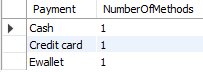 Payment NumberOfMethods
Cash 1
Credit card 1
Ewallet 1